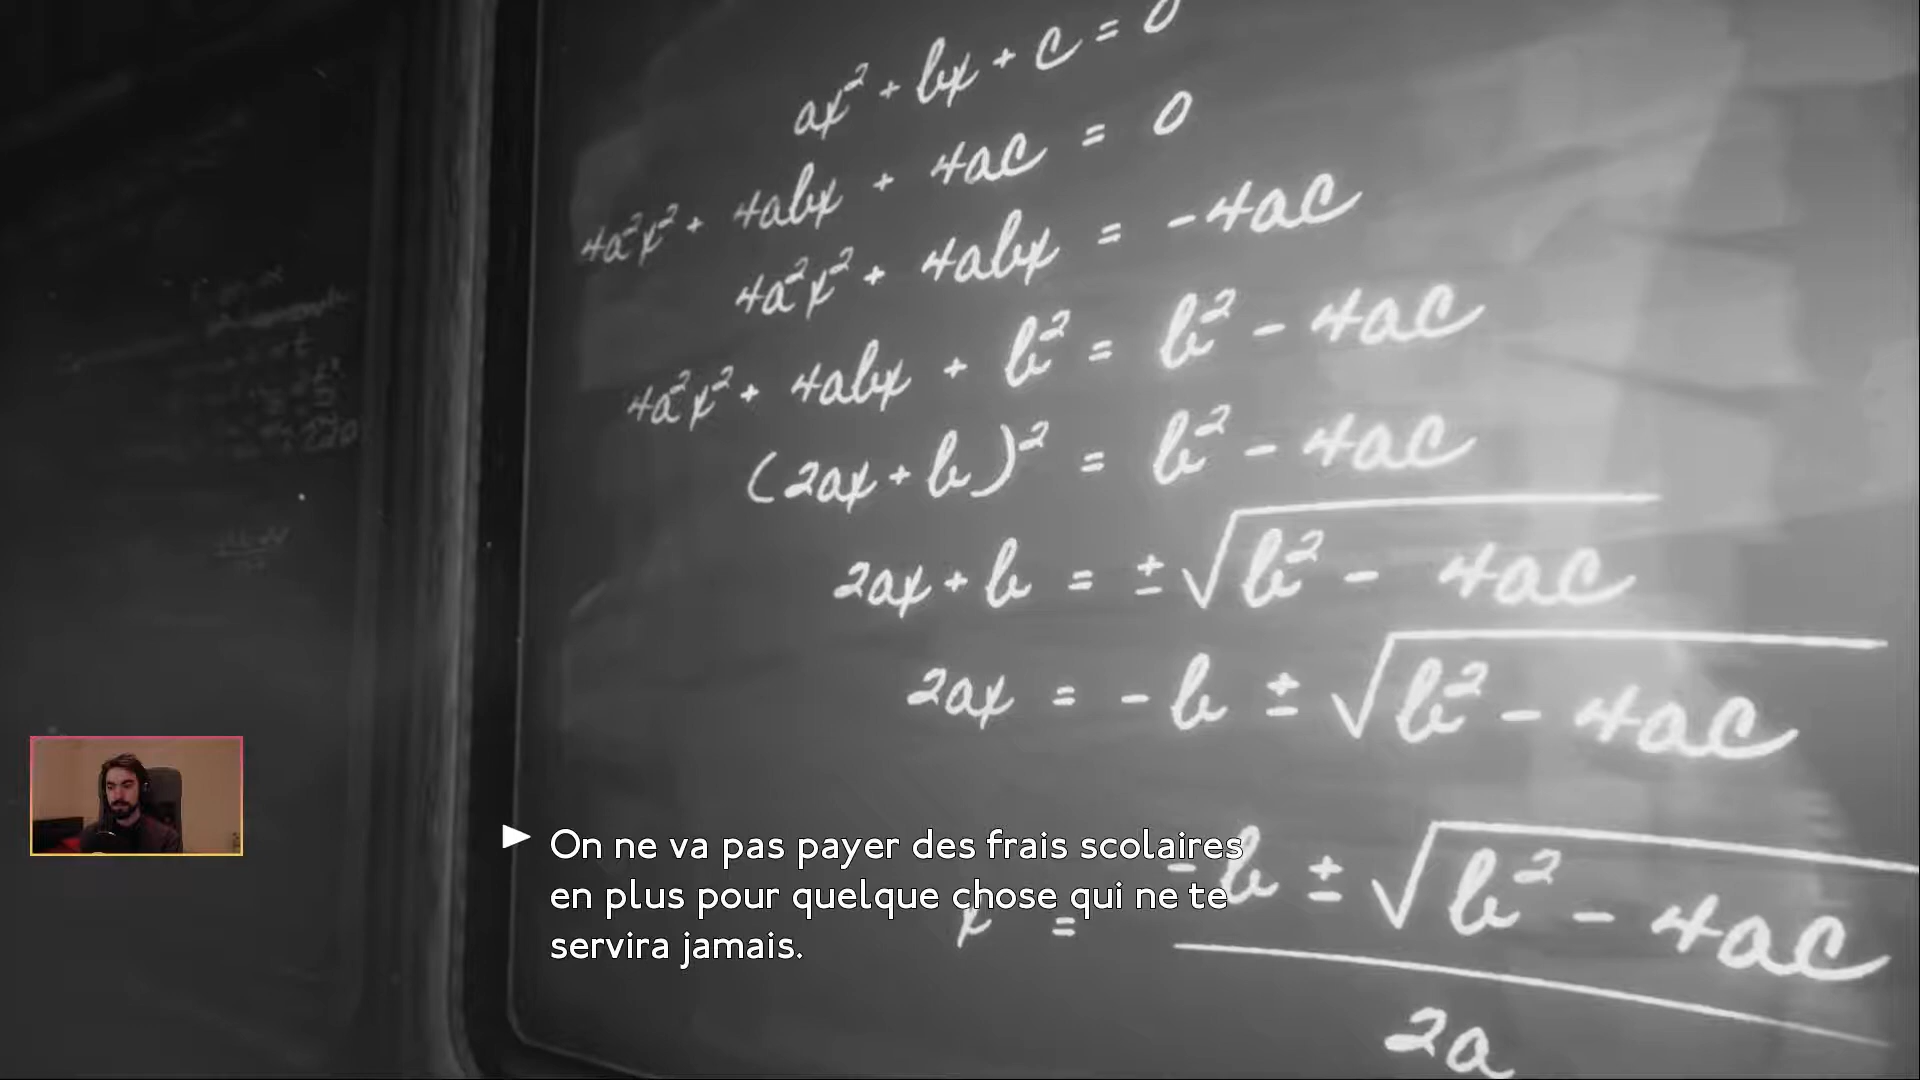 ax² + bx + c = 0
4a²x² + 4abx + 4ac = 0
4a²x² + 4abx = -4ac
4a²x² + 4abx + b² = b² - 4ac
(2ax + b)² = b² - 4ac
2ax + b = ±√b² - 4ac
2ax = -b ± √b² - 4ac
x = -b ± √b² - 4ac
2a
On ne va pas payer des frais scolaires
en plus pour quelque chose qui ne te
servira jamais.